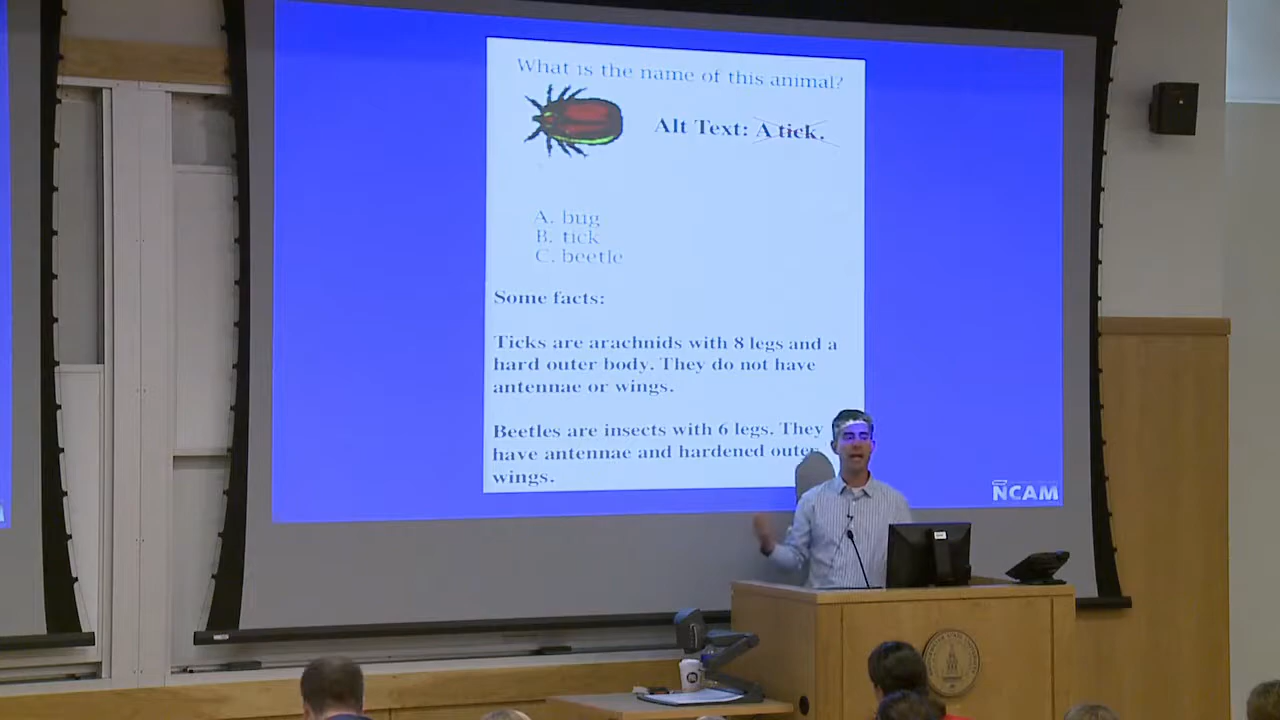 What is the name of this animal?
Alt Text: A tick.
A. bug
B. tick
C. beetle
Some facts:
Ticks are arachnids with 8 legs and a
hard outer body. They do not have
antennae or wings.
Beetles are insects with 6 legs. They
have antennae and hardened outer
wings.
NCAM